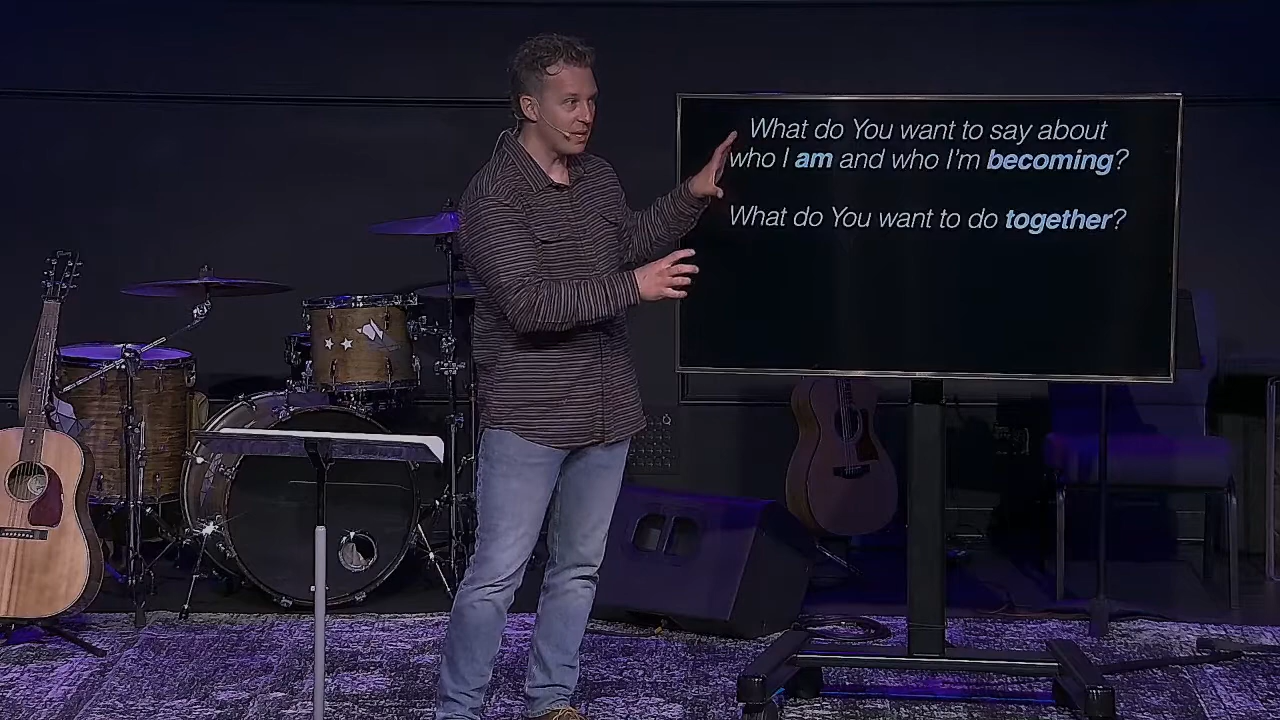 What do You want to say about
who I am and who I'm becoming?
What do You want to do together?